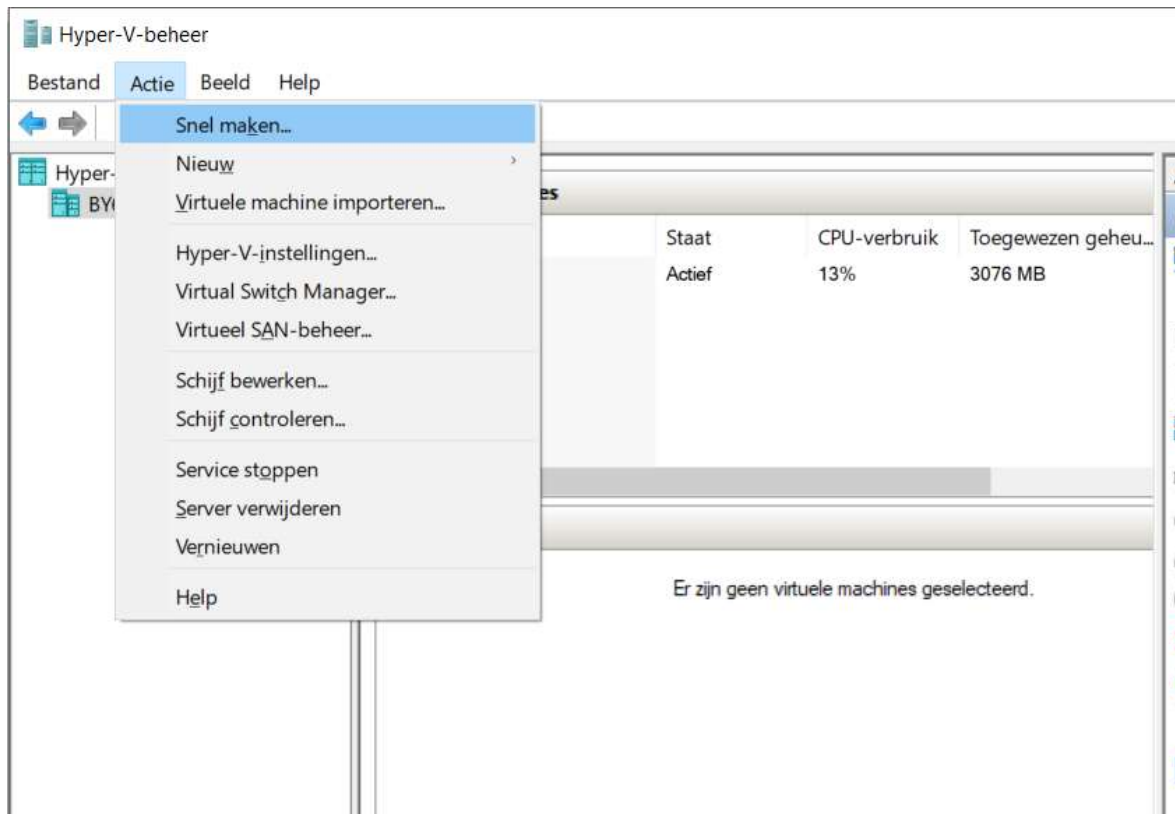 Hyper-V-beheer
Bestand Actie Beeld Help
Snel maken...
Nieuw
Virtuele machine importeren...
Hyper-V-instellingen...
Virtual Switch Manager...
Virtueel SAN-beheer...
Schijf bewerken...
Schijf controleren...
Service stoppen
Server verwijderen
Vernieuwen
Help
Hyper-
BY
es
Staat CPU-verbruik Toegewezen geheu...
Actief 13% 3076 MB
Er zijn geen virtuele machines geselecteerd.